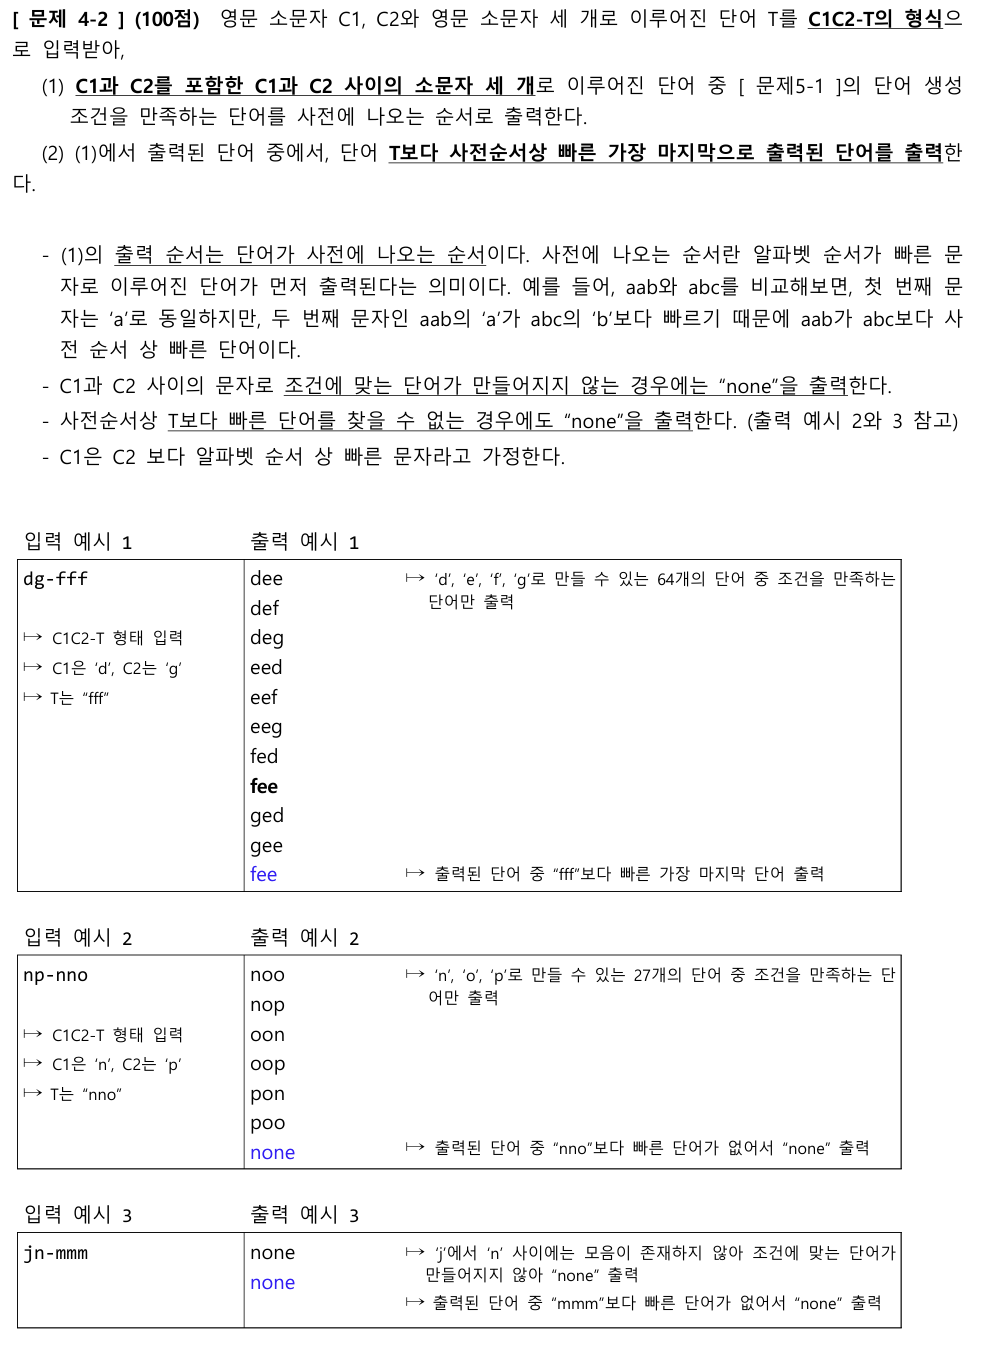 [ 문제 4-2 ] (100점) 영문 소문자 C1, C2와 영문 소문자 세 개로 이루어진 단어 T를 C1C2-T의 형식으
로 입력받아,
(1) C1과 C2를 포함한 C1과 C2 사이의 소문자 세 개로 이루어진 단어 중 [ 문제5-1 ]의 단어 생성
조건을 만족하는 단어를 사전에 나오는 순서로 출력한다.
(2) (1)에서 출력된 단어 중에서, 단어 T보다 사전순서상 빠른 가장 마지막으로 출력된 단어를 출력한
다.
- (1)의 출력 순서는 단어가 사전에 나오는 순서이다. 사전에 나오는 순서란 알파벳 순서가 빠른 문
자로 이루어진 단어가 먼저 출력된다는 의미이다. 예를 들어, aab와 abc를 비교해보면, 첫 번째 문
자는 ‘a’로 동일하지만, 두 번째 문자인 aab의 ‘a’가 abc의 ‘b’보다 빠르기 때문에 aab가 abc보다 사
전 순서 상 빠른 단어이다.
- C1과 C2 사이의 문자로 조건에 맞는 단어가 만들어지지 않는 경우에는 “none”을 출력한다.
- 사전순서상 T보다 빠른 단어를 찾을 수 없는 경우에도 “none”을 출력한다. (출력 예시 2와 3 참고)
- C1은 C2 보다 알파벳 순서 상 빠른 문자라고 가정한다.
입력 예시 1 출력 예시 1
dg-fff
↦ C1C2-T 형태 입력
↦ C1은 ‘d’, C2는 ‘g’
↦ T는 “fff”
dee ↦ ‘d’, ‘e’, ‘f’, ‘g’로 만들 수 있는 64개의 단어 중 조건을 만족하는
단어만 출력
def
deg
eed
eef
eeg
fed
fee
ged
gee
fee ↦ 출력된 단어 중 “fff”보다 빠른 가장 마지막 단어 출력
입력 예시 2 출력 예시 2
np-nno
↦ C1C2-T 형태 입력
↦ C1은 ‘n’, C2는 ‘p’
↦ T는 “nno”
noo ↦ ‘n’, ‘o’, ‘p’로 만들 수 있는 27개의 단어 중 조건을 만족하는 단
어만 출력
nop
oon
oop
pon
poo
none ↦ 출력된 단어 중 “nno”보다 빠른 단어가 없어서 “none” 출력
입력 예시 3 출력 예시 3
jn-mmm
none ↦ ‘j’에서 ‘n’ 사이에는 모음이 존재하지 않아 조건에 맞는 단어가
만들어지지 않아 “none” 출력
none
↦ 출력된 단어 중 “mmm”보다 빠른 단어가 없어서 “none” 출력